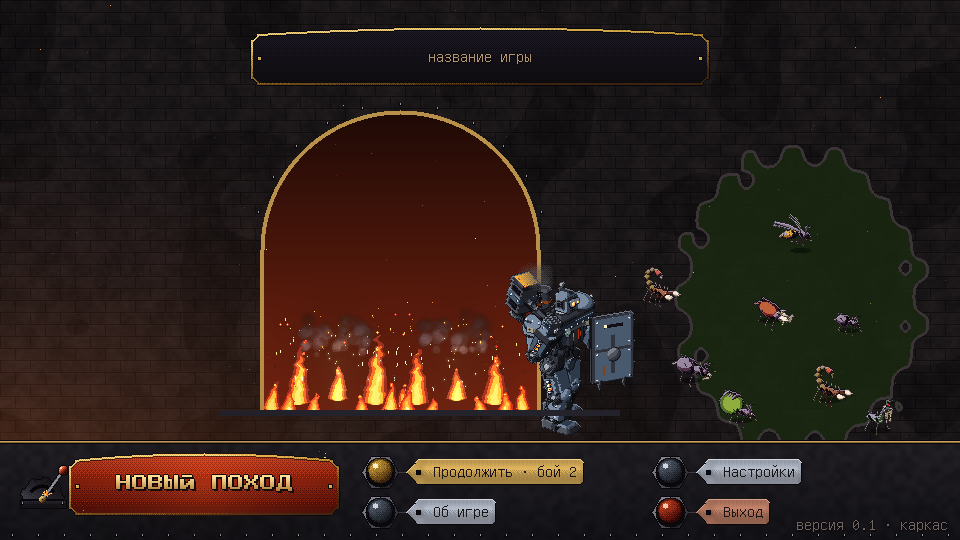 название игры
НОВЫЙ ПОХОД
Продолжить · бой 2
Настройки
Об игре
Выход
версия 0.1 · каркас